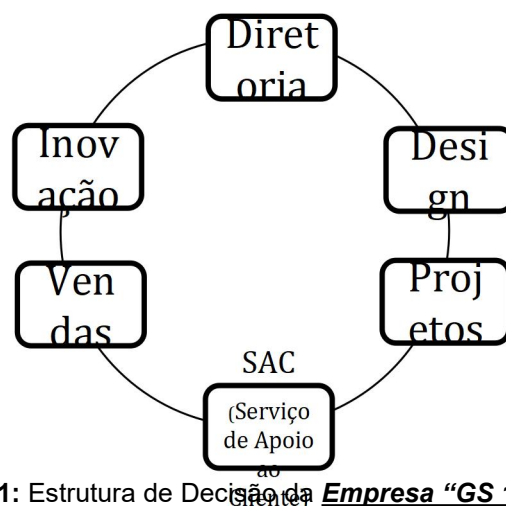 Diret
oria
Inov
ação
Desi
gn
Ven
das
Proj
etos
SAC
(Serviço
de Apoio
ao
Cliente)
1: Estrutura de Decisão da Empresa “GS